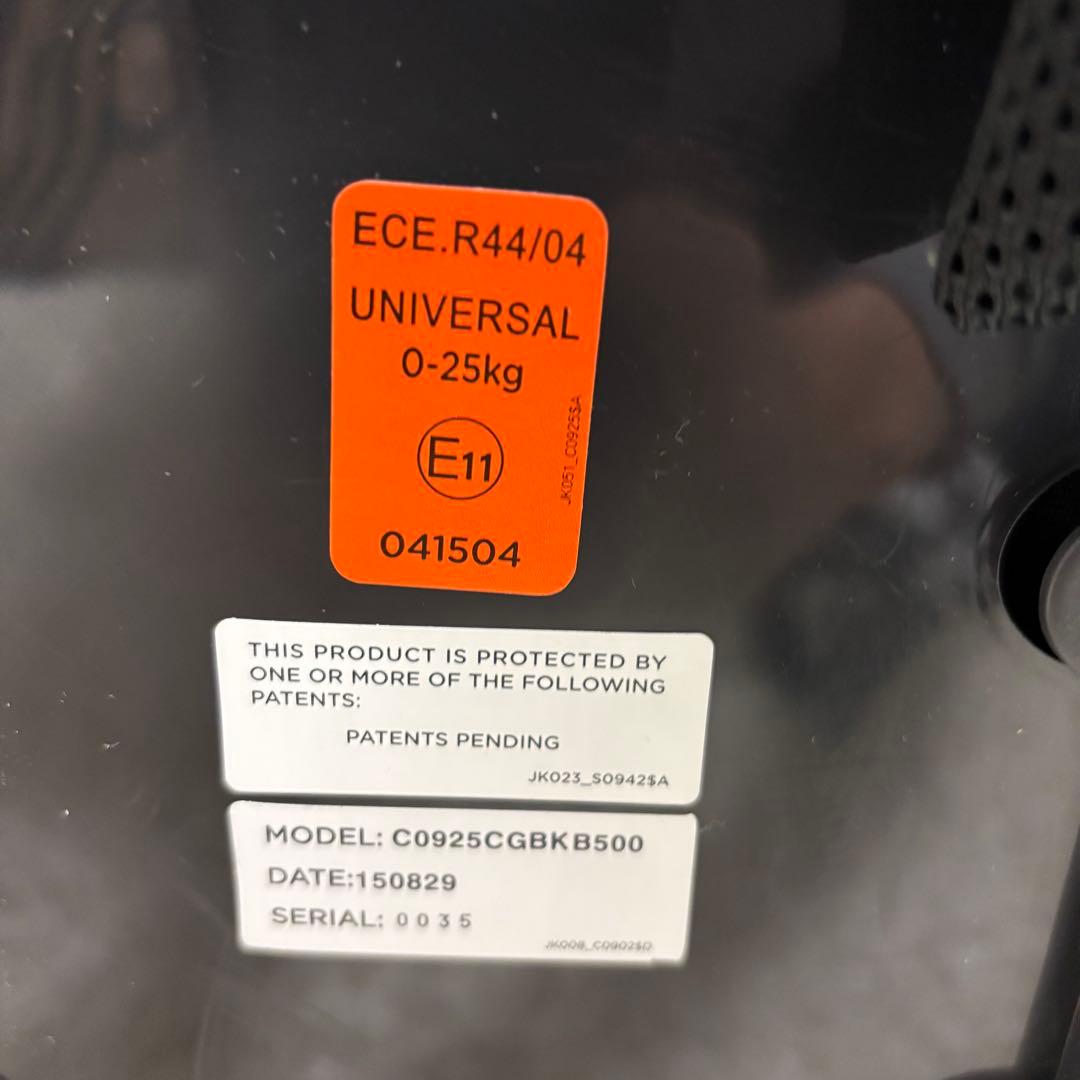 ECE.R44/04
UNIVERSAL
0-25kg
E11
JK051_C0925$A
041504
THIS PRODUCT IS PROTECTED BY
ONE OR MORE OF THE FOLLOWING
PATENTS:
PATENTS PENDING
JK023_S0942$A
MODEL: C0925CGBKB500
DATE:150829
SERIAL: 0035
JK008_C0902$D